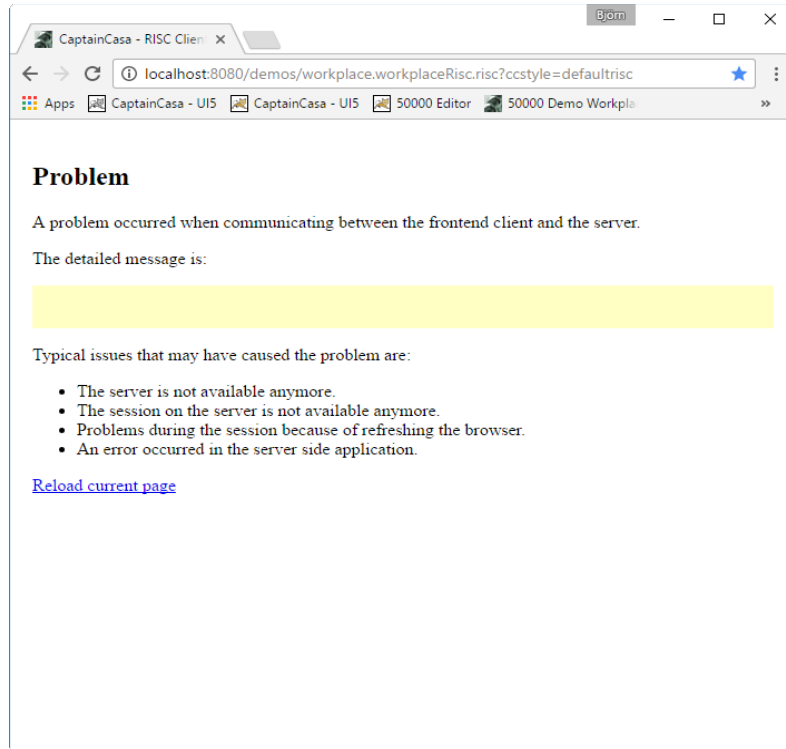 Björn
CaptainCasa - RISC Clien
localhost:8080/demos/workplace.workplaceRisc.risc?ccstyle=defaultrisc
Apps CaptainCasa - UI5 CaptainCasa - UI5 50000 Editor 50000 Demo Workpla
Problem
A problem occurred when communicating between the frontend client and the server.
The detailed message is:
Typical issues that may have caused the problem are:
• The server is not available anymore.
• The session on the server is not available anymore.
• Problems during the session because of refreshing the browser.
• An error occurred in the server side application.
Reload current page